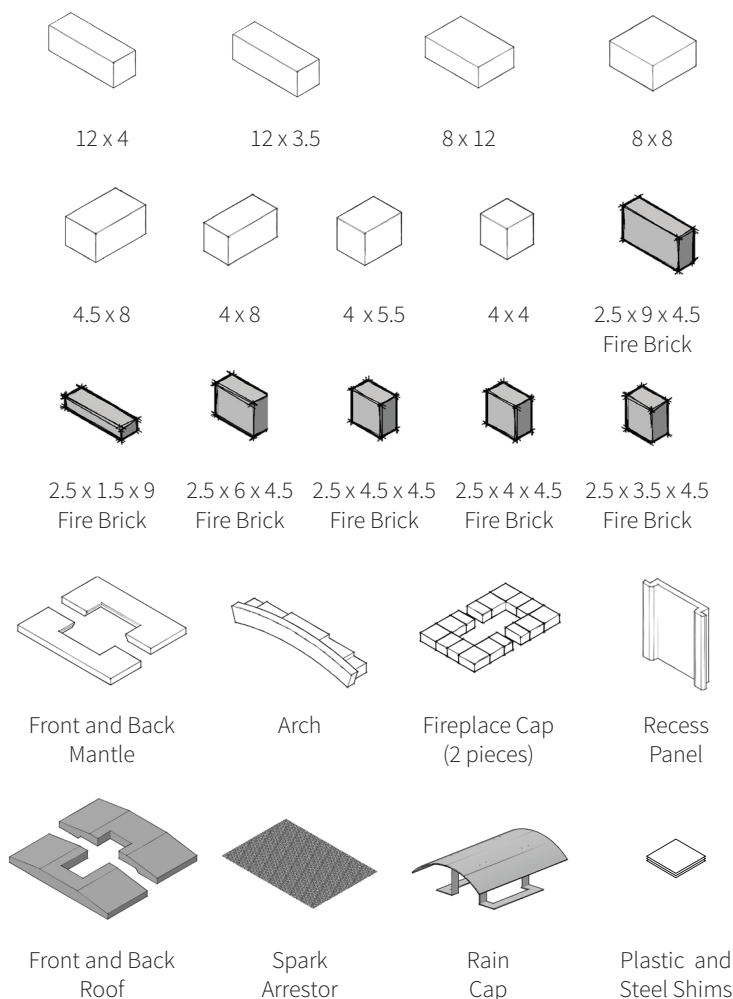 12 x 4
12 x 3.5
8 x 12
8 x 8
4.5 x 8
4 x 8
4 x 5.5
4 x 4
2.5 x 9 x 4.5
Fire Brick
2.5 x 1.5 x 9
Fire Brick
2.5 x 6 x 4.5
Fire Brick
2.5 x 4.5 x 4.5
Fire Brick
2.5 x 4 x 4.5
Fire Brick
2.5 x 3.5 x 4.5
Fire Brick
Front and Back
Mantle
Arch
Fireplace Cap
(2 pieces)
Recess
Panel
Front and Back
Roof
Spark
Arrestor
Rain
Cap
Plastic and
Steel Shims